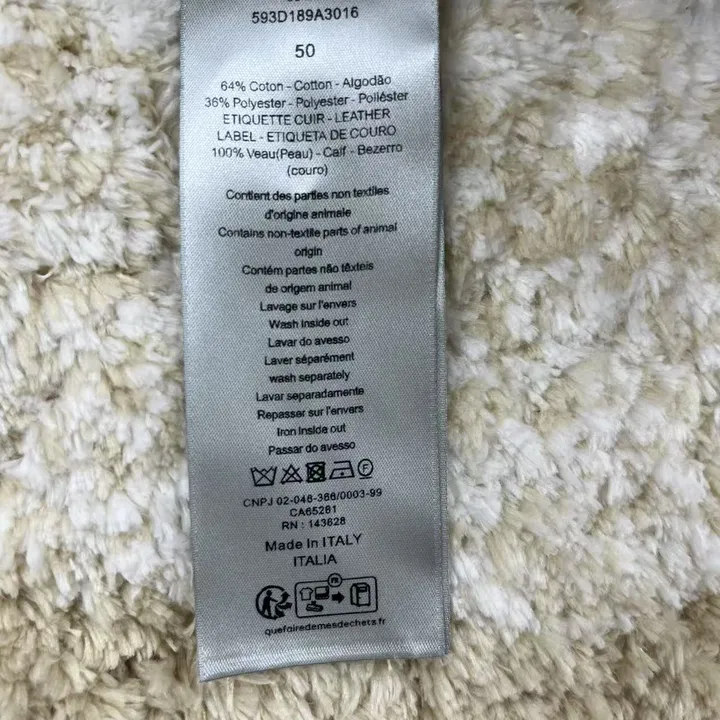 593D189A3016
50
64% Coton - Cotton - Algodão
36% Polyester - Polyester - Poliéster
ETIQUETTE CUIR - LEATHER
LABEL - ETIQUETA DE COURO
100% Veau(Peau) - Calf - Bezerro
(couro)
Contient des parties non textiles
d'origine animale
Contains non-textile parts of animal
origin
Contém partes não têxteis
de origem animal
Lavage sur l'envers
Wash inside out
Lavar do avesso
Laver séparément
wash separately
Lavar separadamente
Repasser sur l'envers
Iron inside out
Passar do avesso
F
CNPJ 02-046-366/0003-99
CA65261
RN : 143628
Made in ITALY
ITALIA
FR
quefairedemesdechets.fr